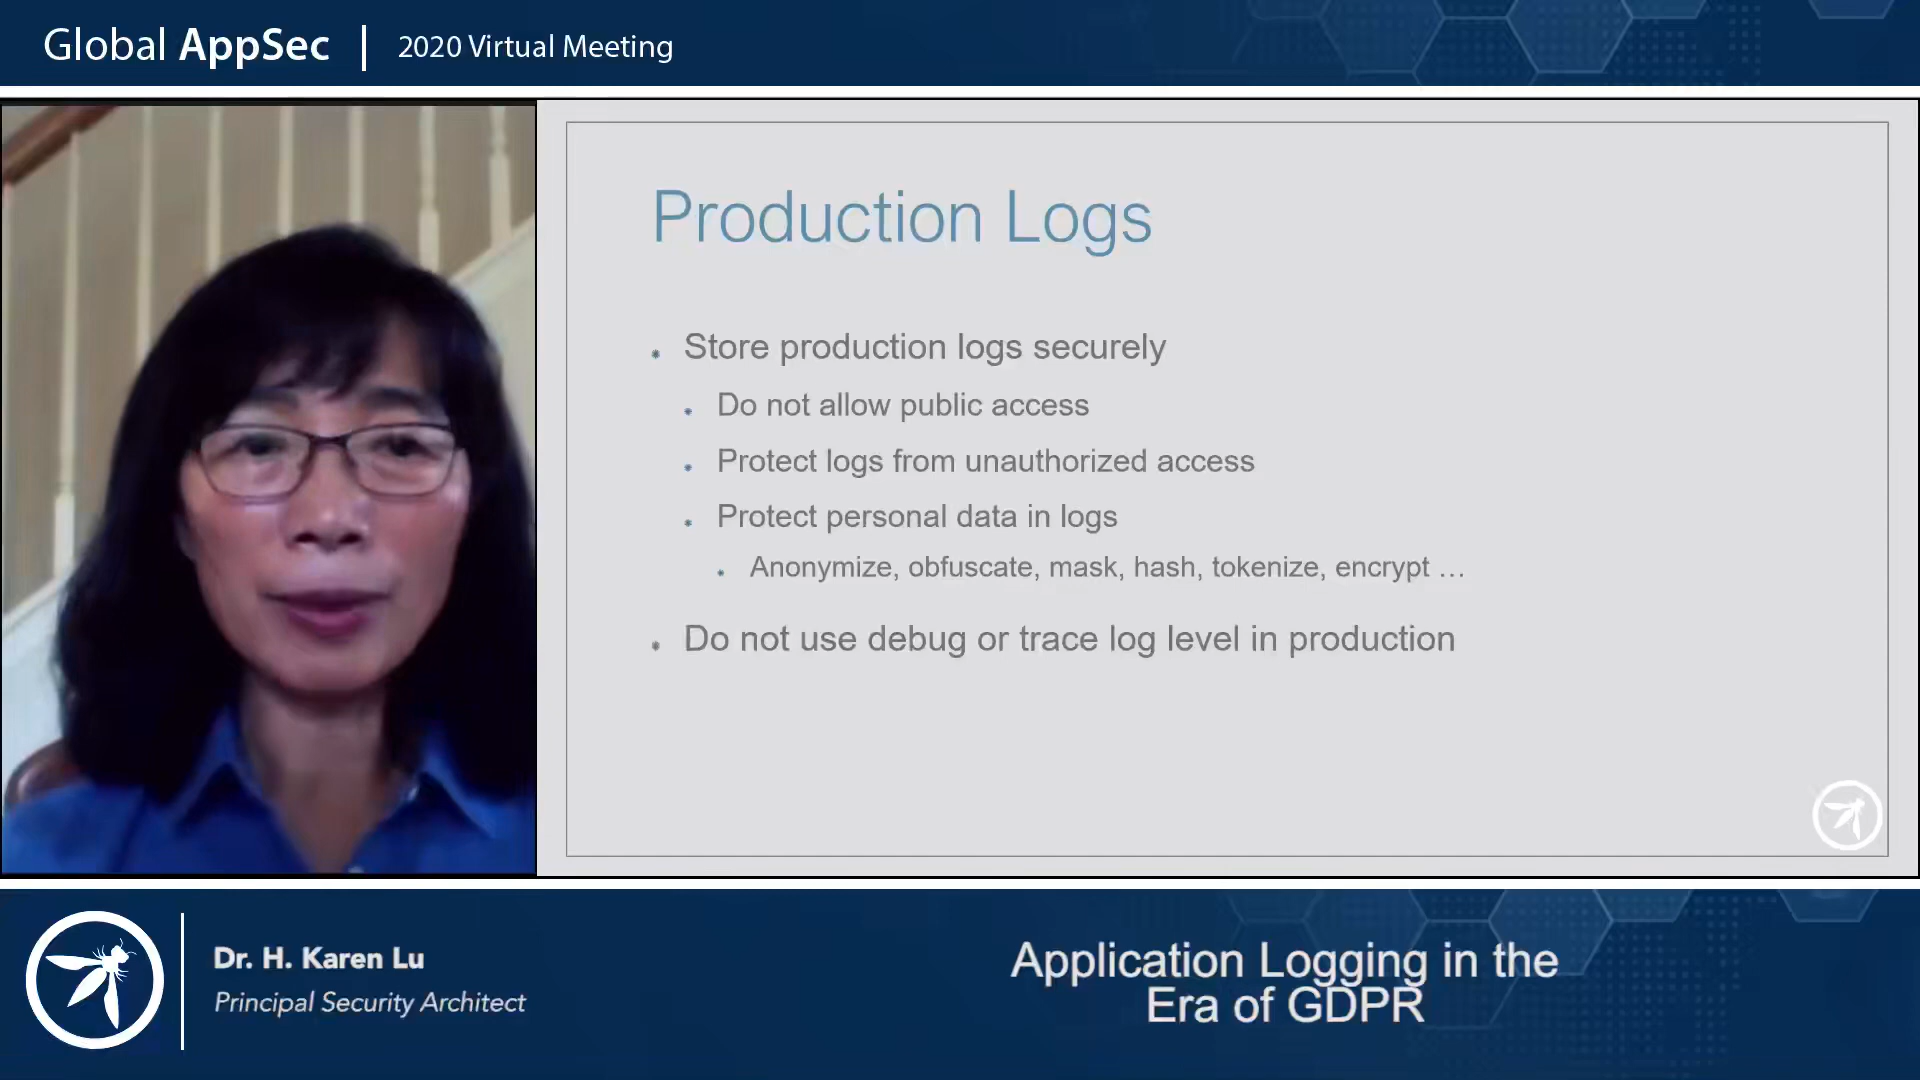 Global AppSec | 2020 Virtual Meeting
Production Logs
Store production logs securely
Do not allow public access
Protect logs from unauthorized access
Protect personal data in logs
Anonymize, obfuscate, mask, hash, tokenize, encrypt …
Do not use debug or trace log level in production
Dr. H. Karen Lu
Principal Security Architect
Application Logging in the
Era of GDPR